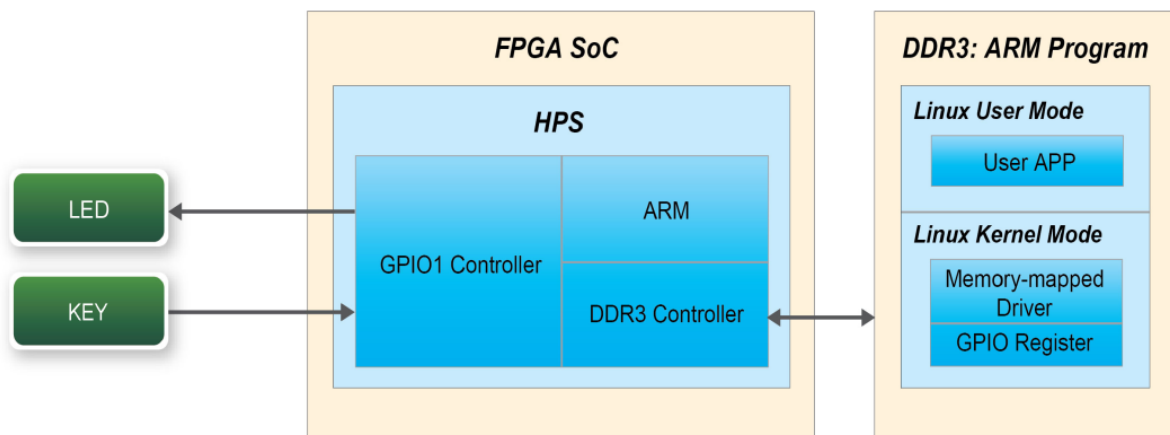 FPGA SoC
HPS
LED
KEY
GPIO1 Controller
ARM
DDR3 Controller
DDR3: ARM Program
Linux User Mode
User APP
Linux Kernel Mode
Memory-mapped
Driver
GPIO Register